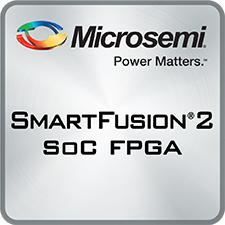 Microsemi®
Power Matters.™
SMARTFUSION®2
SOC FPGA